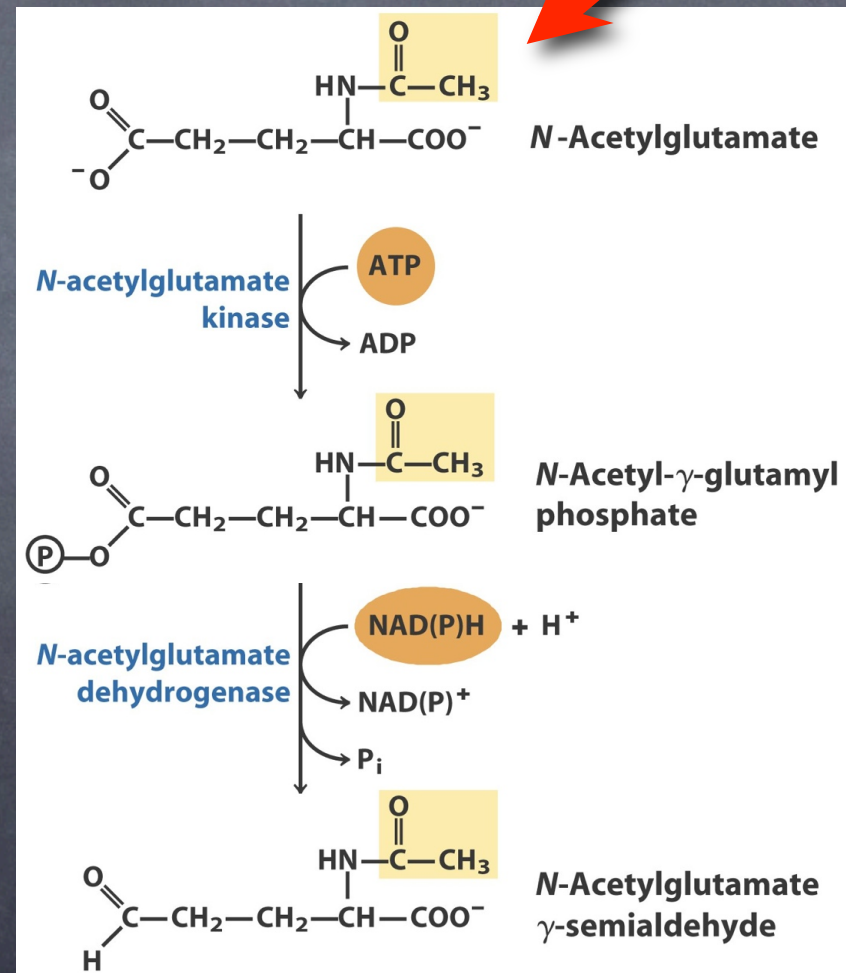 O
HN—C—CH₃
O
C—CH₂—CH₂—CH—COO⁻
⁻O
N-Acetylglutamate
N-acetylglutamate
kinase
ATP
ADP
O
HN—C—CH₃
O
C—CH₂—CH₂—CH—COO⁻
P—O
N-Acetyl-γ-glutamyl
phosphate
N-acetylglutamate
dehydrogenase
NAD(P)H + H⁺
NAD(P)⁺
Pᵢ
O
HN—C—CH₃
O
C—CH₂—CH₂—CH—COO⁻
H
N-Acetylglutamate
γ-semialdehyde